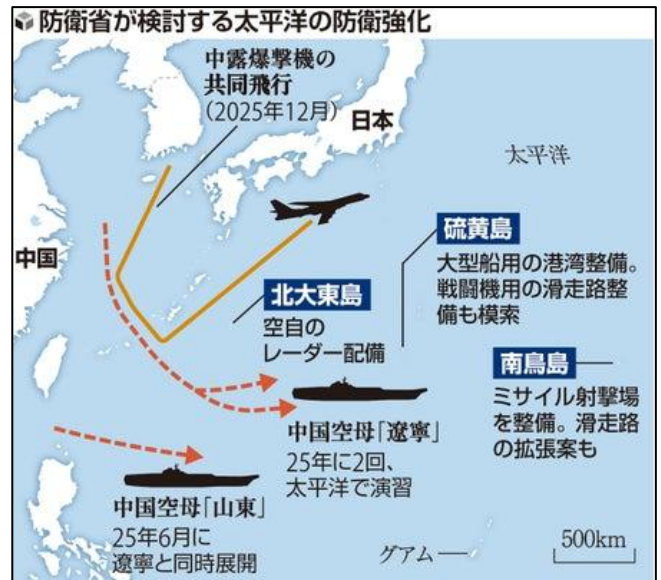 防衛省が検討する太平洋の防衛強化
中露爆撃機の
共同飛行
（2025年12月）
日本
太平洋
中国
硫黄島
大型船用の港湾整備。
戦闘機用の滑走路整
備も模索
北大東島
空自の
レーダー配備
南鳥島
ミサイル射撃場
を整備。滑走路
の拡張案も
中国空母「遼寧」
25年に2回、
太平洋で演習
中国空母「山東」
25年6月に
遼寧と同時展開
グアム
500km